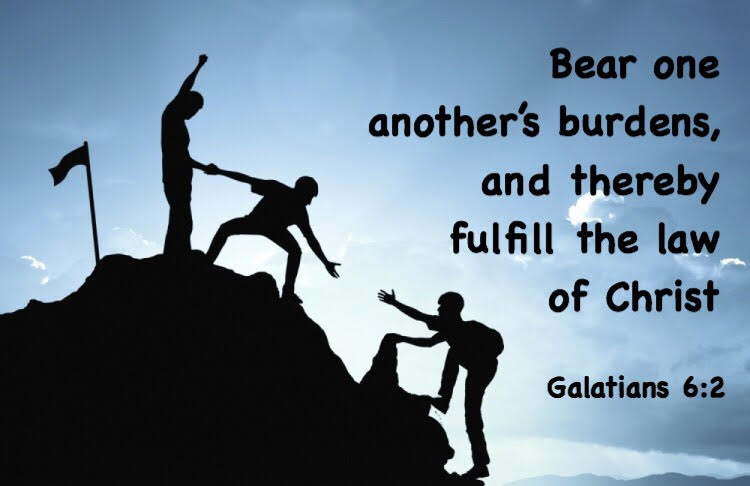 Bear one
another's burdens,
and thereby
fulfill the law
of Christ
Galatians 6:2